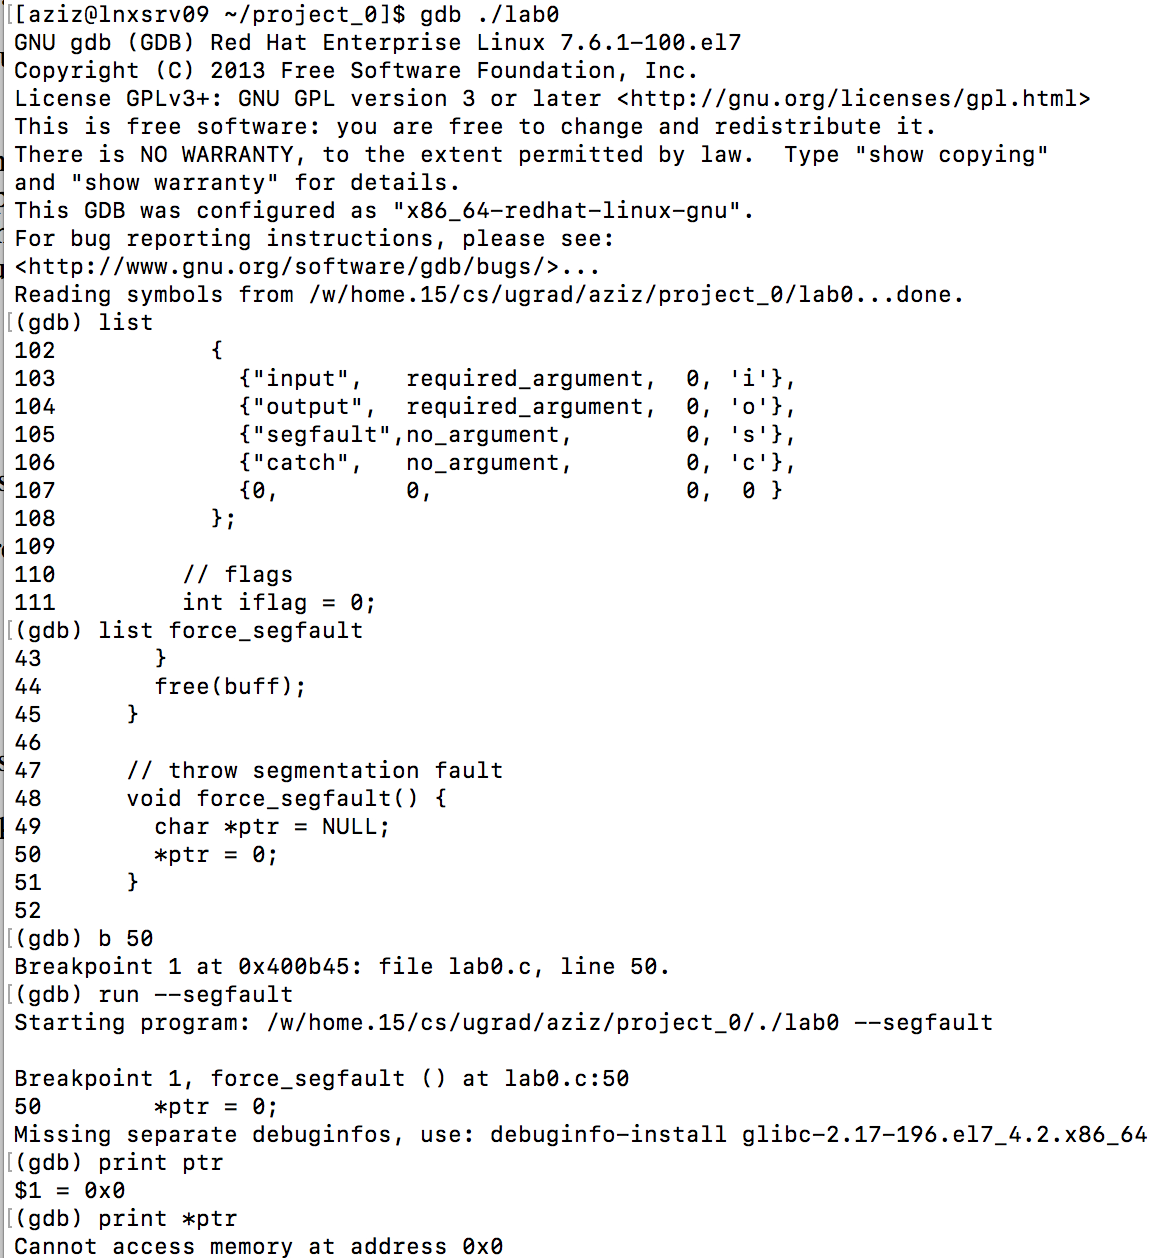 [[aziz@lnxsrv09 ~/project_0]$ gdb ./lab0
GNU gdb (GDB) Red Hat Enterprise Linux 7.6.1-100.el7
Copyright (C) 2013 Free Software Foundation, Inc.
License GPLv3+: GNU GPL version 3 or later <http://gnu.org/licenses/gpl.html>
This is free software: you are free to change and redistribute it.
There is NO WARRANTY, to the extent permitted by law.  Type "show copying"
and "show warranty" for details.
This GDB was configured as "x86_64-redhat-linux-gnu".
For bug reporting instructions, please see:
<http://www.gnu.org/software/gdb/bugs/>...
Reading symbols from /w/home.15/cs/ugrad/aziz/project_0/lab0...done.
[(gdb) list
102           {
103             {"input",   required_argument,  0, 'i'},
104             {"output",  required_argument,  0, 'o'},
105             {"segfault",no_argument,        0, 's'},
106             {"catch",   no_argument,        0, 'c'},
107             {0,         0,                  0,  0 }
108           };
109
110         // flags
111         int iflag = 0;
[(gdb) list force_segfault
43        }
44        free(buff);
45      }
46
47      // throw segmentation fault
48      void force_segfault() {
49        char *ptr = NULL;
50        *ptr = 0;
51      }
52
[(gdb) b 50
Breakpoint 1 at 0x400b45: file lab0.c, line 50.
[(gdb) run --segfault
Starting program: /w/home.15/cs/ugrad/aziz/project_0/./lab0 --segfault
Breakpoint 1, force_segfault () at lab0.c:50
50        *ptr = 0;
Missing separate debuginfos, use: debuginfo-install glibc-2.17-196.el7_4.2.x86_64
[(gdb) print ptr
$1 = 0x0
[(gdb) print *ptr
Cannot access memory at address 0x0